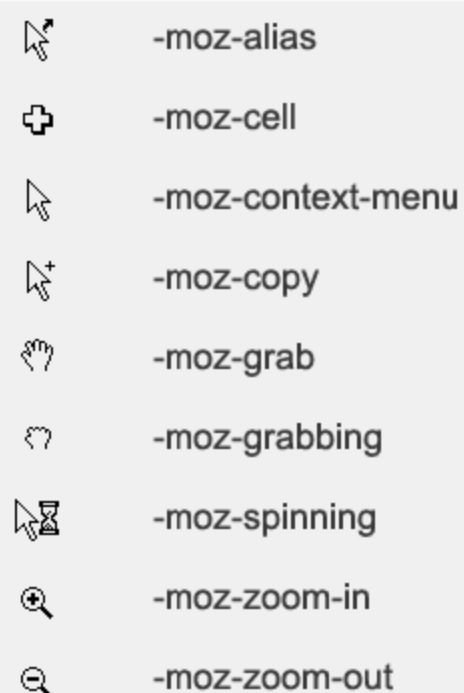 -moz-alias
-moz-cell
-moz-context-menu
-moz-copy
-moz-grab
-moz-grabbing
-moz-spinning
-moz-zoom-in
-moz-zoom-out